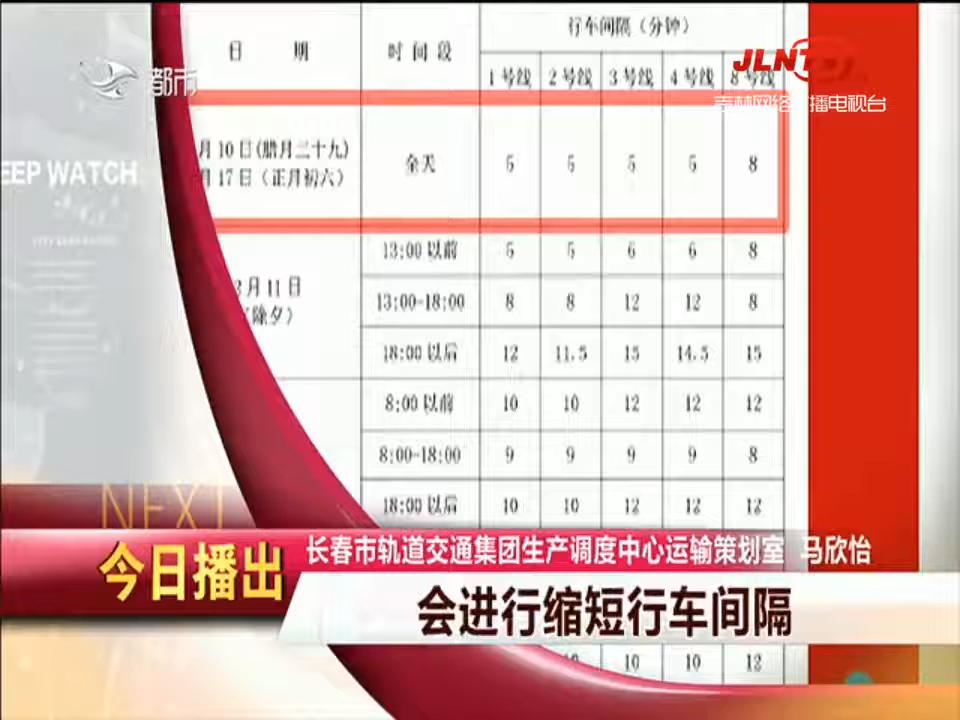 行车间隔（分钟）
日 期 时间段
1号线 2号线 3号线 4号线 8号线
都市
JLNTV
吉林网络广播电视台
月10日(腊月二十九)
月17日（正月初六）
全天 5 5 5 5 8
EEP WATCH
13:00以前 5 5 6 6 8
月11日
除夕）
13:00-18:00 8 8 12 12 8
18:00以后 12 11.5 15 14.5 15
8:00以前 10 10 12 12 12
8:00-18:00 9 9 9 9 8
18:00以后 10 10 12 12 12
NEXT
今日播出
长春市轨道交通集团生产调度中心运输策划室 马欣怡
会进行缩短行车间隔
10 10 10 12